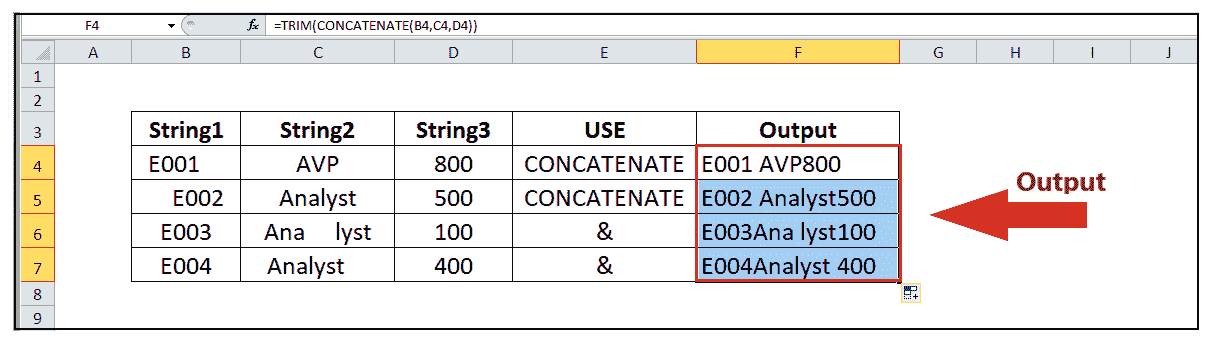 F4 fx =TRIM(CONCATENATE(B4,C4,D4))
A B C D E F G H I J
1
2
3 String1 String2 String3 USE Output
4 E001 AVP 800 CONCATENATE E001 AVP800
5 E002 Analyst 500 CONCATENATE E002 Analyst500
6 E003 Ana lyst 100 & E003Ana lyst100
7 E004 Analyst 400 & E004Analyst 400
8
9
Output